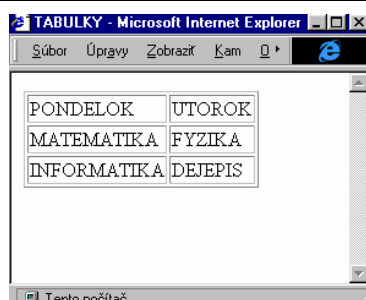 TABULKY - Microsoft Internet Explorer
Súbor Úpravy Zobraziť Kam O
PONDELOK UTOROK
MATEMATIKA FYZIKA
INFORMATIKA DEJEPIS
Tento počítač